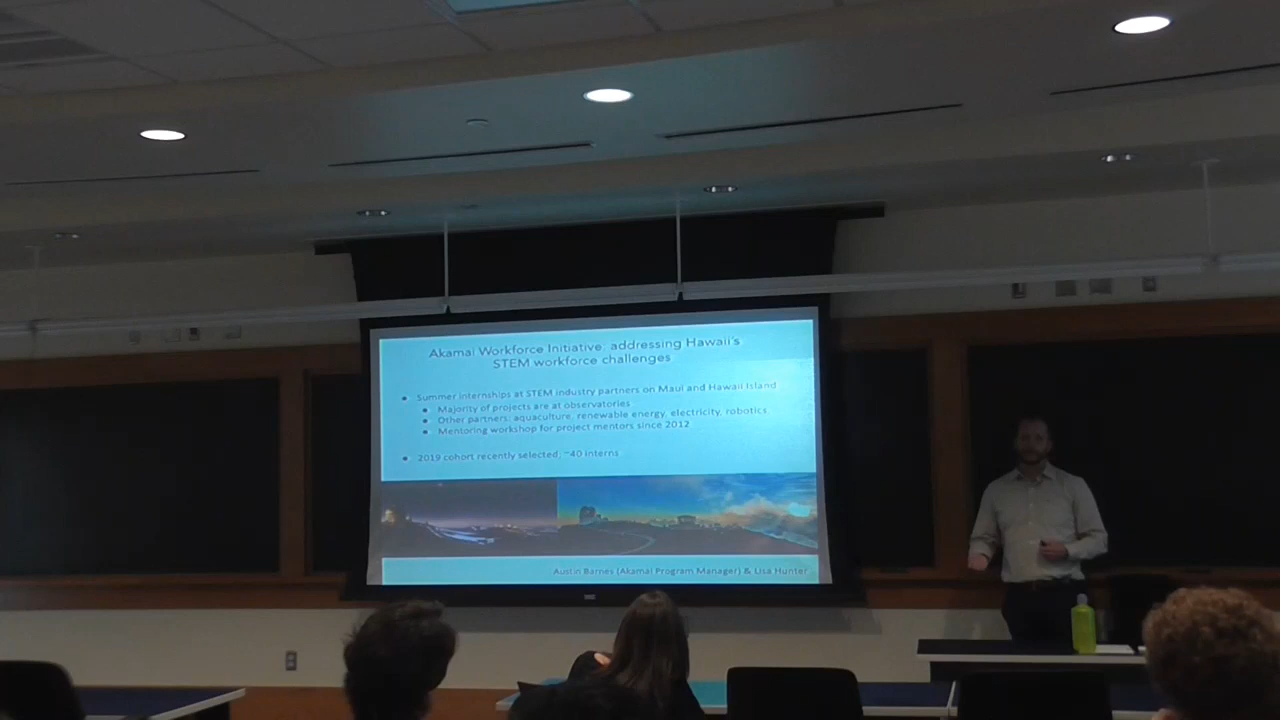 Akamai Workforce Initiative: addressing Hawaii's
STEM workforce challenges
• Summer internships at STEM industry partners on Maui and Hawaii Island
• Majority of projects are at observatories
• Other partners: aquaculture, renewable energy, electricity, robotics
• Mentoring workshop for project mentors since 2012
• 2019 cohort recently selected, ~40 interns
Austin Barnes (Akamai Program Manager) & Lisa Hunter